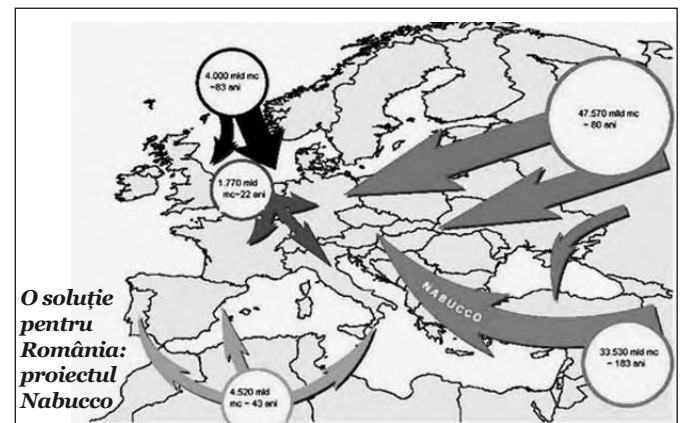 4.000 mld mc
~83 ani
47.570 mld mc
~ 80 ani
1.770 mld
mc~22 ani
NABUCCO
O soluție
pentru
România:
proiectul
Nabucco
33.530 mld mc
~ 183 ani
4.520 mld
mc ~ 43 ani